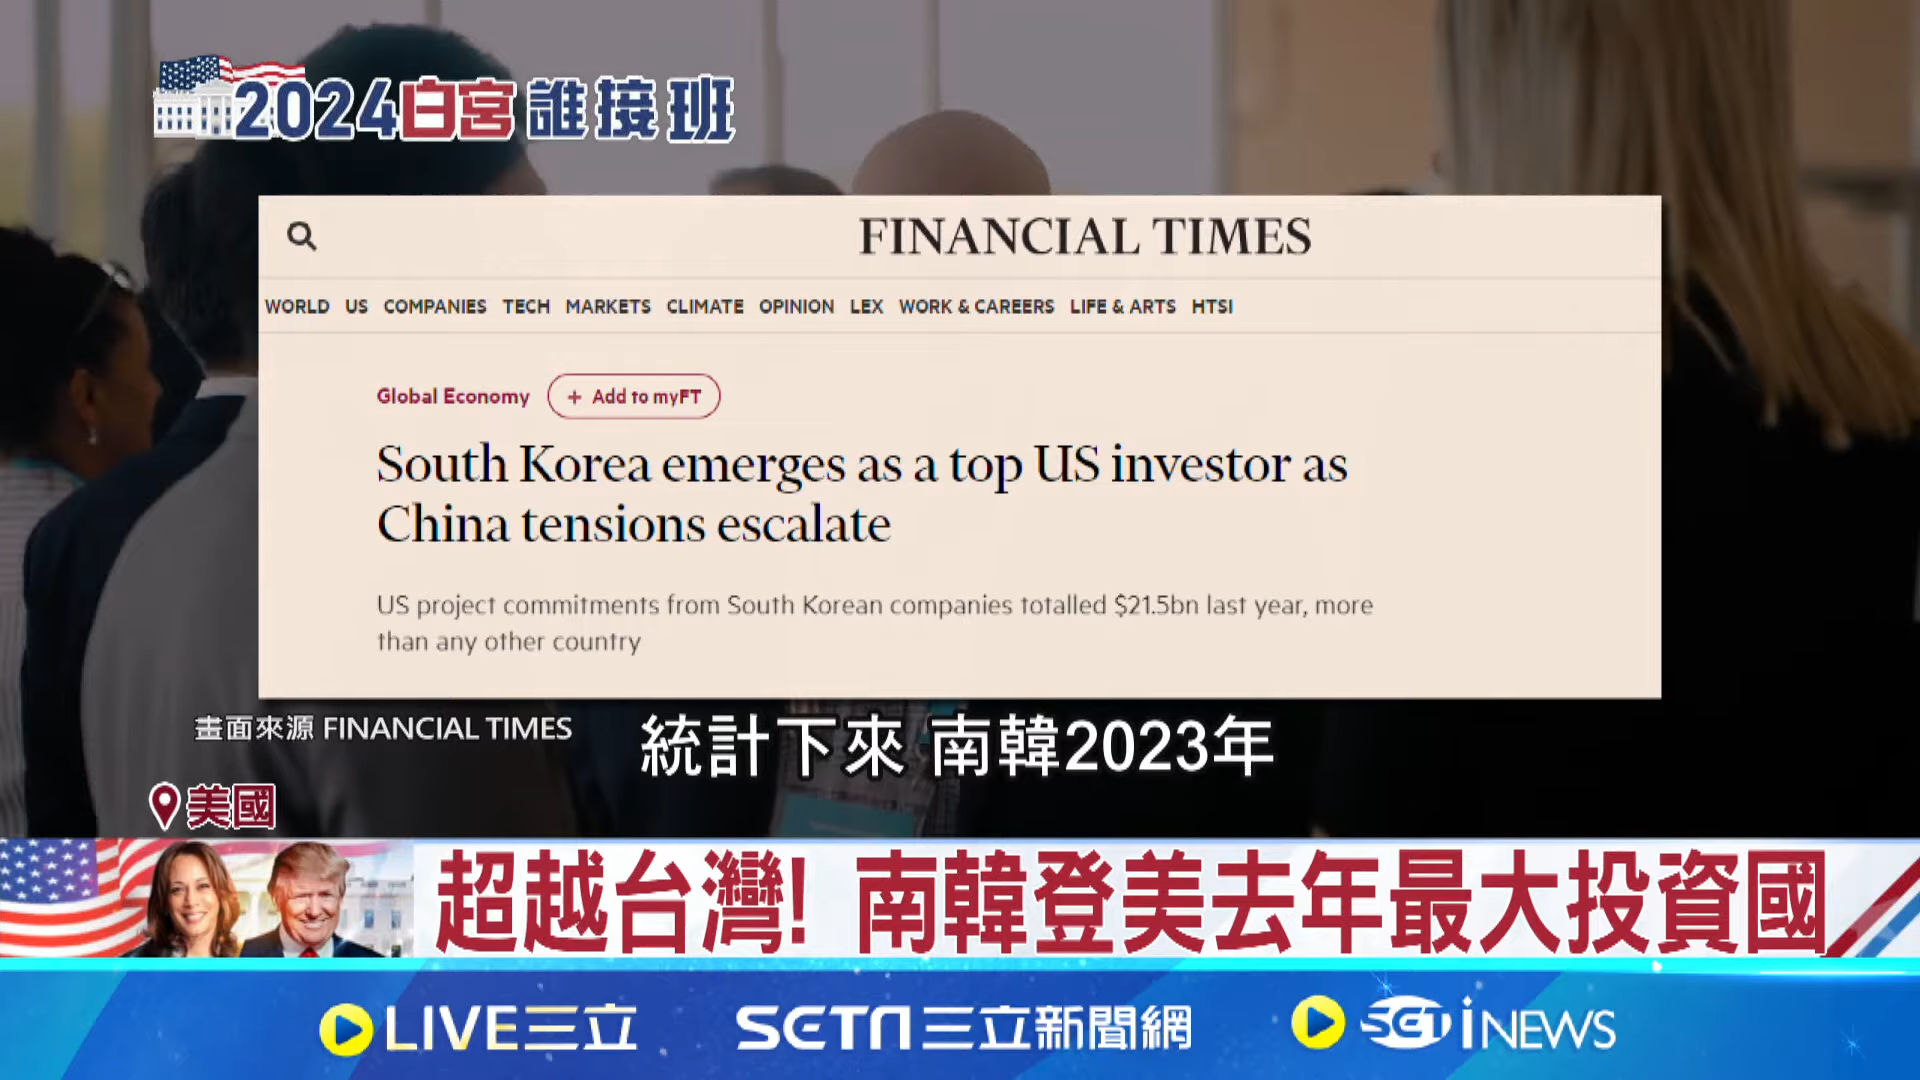 2024白宮誰接班
FINANCIAL TIMES
WORLD US COMPANIES TECH MARKETS CLIMATE OPINION LEX WORK & CAREERS LIFE & ARTS HTSI
Global Economy + Add to myFT
South Korea emerges as a top US investor as
China tensions escalate
US project commitments from South Korean companies totalled $21.5bn last year, more
than any other country
畫面來源 FINANCIAL TIMES
統計下來 南韓2023年
美國
超越台灣! 南韓登美去年最大投資國
LIVE三立 SETN三立新聞網 SET iNEWS